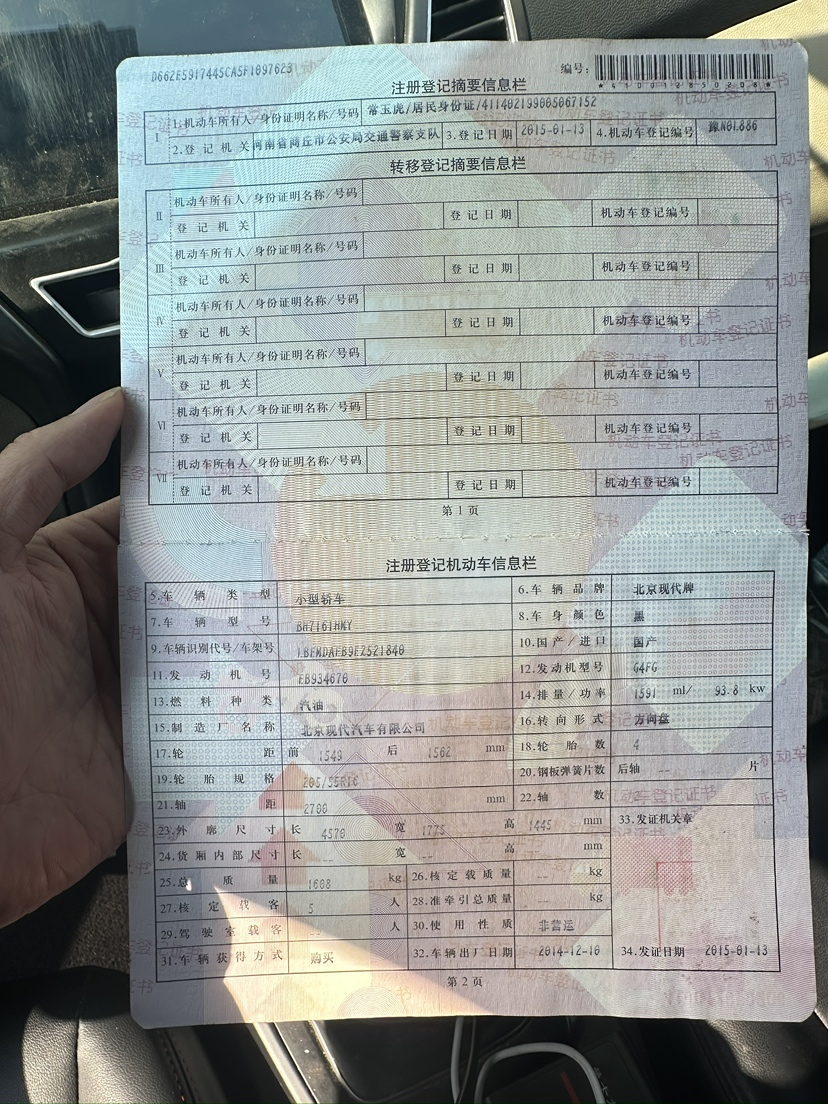 D662E5917445CA5F1097623
编号:
*410012850208*
注册登记摘要信息栏
I 1.机动车所有人/身份证明名称/号码 常玉虎/居民身份证/411402199005067152
2.登记机关 河南省商丘市公安局交通警察支队 3.登记日期 2015-01-13 4.机动车登记编号 豫N0L886
转移登记摘要信息栏
II 机动车所有人/身份证明名称/号码
登记机关 登记日期 机动车登记编号
III 机动车所有人/身份证明名称/号码
登记机关 登记日期 机动车登记编号
IV 机动车所有人/身份证明名称/号码
登记机关 登记日期 机动车登记编号
V 机动车所有人/身份证明名称/号码
登记机关 登记日期 机动车登记编号
VI 机动车所有人/身份证明名称/号码
登记机关 登记日期 机动车登记编号
VII 机动车所有人/身份证明名称/号码
登记机关 登记日期 机动车登记编号
第1页
注册登记机动车信息栏
5.车辆类型 小型轿车 6.车辆品牌 北京现代牌
7.车辆型号 BH7161HMY 8.车身颜色 黑
9.车辆识别代号/车架号 LBEMDAFB9FZ521840 10.国产/进口 国产
11.发动机号 FB934670 12.发动机型号 G4FG
13.燃料种类 汽油 14.排量/功率 1591 ml/ 93.8 kw
15.制造厂名称 北京现代汽车有限公司 16.转向形式 方向盘
17.轮距 前 1549 后 1562 mm 18.轮胎数 4
19.轮胎规格 205/55R16 20.钢板弹簧片数 后轴 -- 片
21.轴距 2700 mm 22.轴数 2
23.外廓尺寸 长 4570 宽 1775 高 1445 mm 33.发证机关章
24.货厢内部尺寸 长 -- 宽 -- 高 -- mm
25.总质量 1608 kg 26.核定载质量 -- kg
27.核定载客 5 人 28.准牵引总质量 -- kg
29.驾驶室载客 -- 人 30.使用性质 非营运
31.车辆获得方式 购买 32.车辆出厂日期 2014-12-10 34.发证日期 2015-01-13
第2页